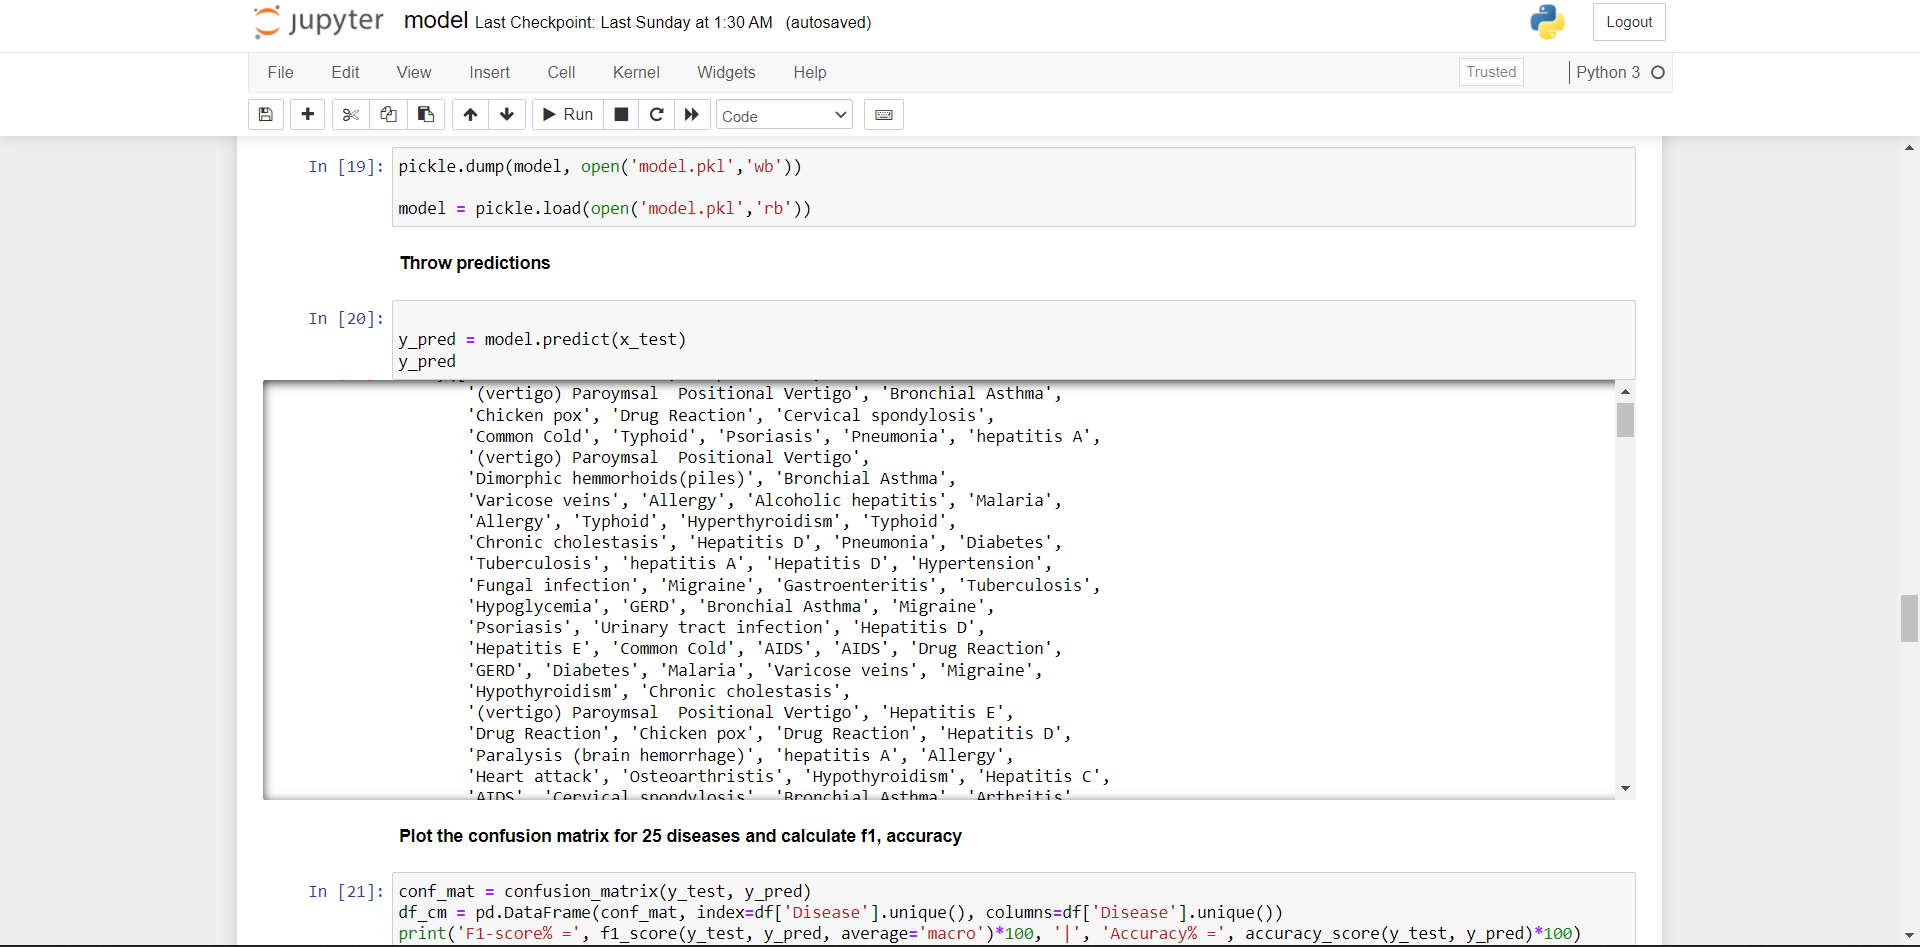 jupyter model Last Checkpoint: Last Sunday at 1:30 AM (autosaved) Logout
File Edit View Insert Cell Kernel Widgets Help Trusted Python 3
Run Code
In [19]: pickle.dump(model, open('model.pkl','wb'))
model = pickle.load(open('model.pkl','rb'))
Throw predictions
In [20]:
y_pred = model.predict(x_test)
y_pred
'(vertigo) Paroymsal  Positional Vertigo', 'Bronchial Asthma',
'Chicken pox', 'Drug Reaction', 'Cervical spondylosis',
'Common Cold', 'Typhoid', 'Psoriasis', 'Pneumonia', 'hepatitis A',
'(vertigo) Paroymsal  Positional Vertigo',
'Dimorphic hemmorhoids(piles)', 'Bronchial Asthma',
'Varicose veins', 'Allergy', 'Alcoholic hepatitis', 'Malaria',
'Allergy', 'Typhoid', 'Hyperthyroidism', 'Typhoid',
'Chronic cholestasis', 'Hepatitis D', 'Pneumonia', 'Diabetes',
'Tuberculosis', 'hepatitis A', 'Hepatitis D', 'Hypertension',
'Fungal infection', 'Migraine', 'Gastroenteritis', 'Tuberculosis',
'Hypoglycemia', 'GERD', 'Bronchial Asthma', 'Migraine',
'Psoriasis', 'Urinary tract infection', 'Hepatitis D',
'Hepatitis E', 'Common Cold', 'AIDS', 'AIDS', 'Drug Reaction',
'GERD', 'Diabetes', 'Malaria', 'Varicose veins', 'Migraine',
'Hypothyroidism', 'Chronic cholestasis',
'(vertigo) Paroymsal  Positional Vertigo', 'Hepatitis E',
'Drug Reaction', 'Chicken pox', 'Drug Reaction', 'Hepatitis D',
'Paralysis (brain hemorrhage)', 'hepatitis A', 'Allergy',
'Heart attack', 'Osteoarthristis', 'Hypothyroidism', 'Hepatitis C',
'AIDS', 'Cervical spondylosis', 'Bronchial Asthma', 'Arthritis',
Plot the confusion matrix for 25 diseases and calculate f1, accuracy
In [21]: conf_mat = confusion_matrix(y_test, y_pred)
df_cm = pd.DataFrame(conf_mat, index=df['Disease'].unique(), columns=df['Disease'].unique())
print('F1-score% =', f1_score(y_test, y_pred, average='macro')*100, '|', 'Accuracy% =', accuracy_score(y_test, y_pred)*100)